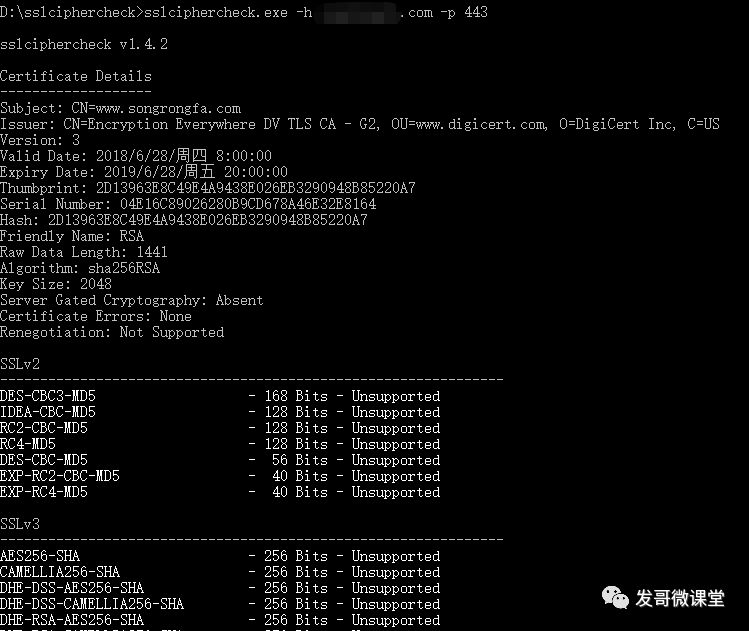 D:\sslciphercheck>sslciphercheck.exe -h .com -p 443
sslciphercheck v1.4.2
Certificate Details
-------------------
Subject: CN=www.songrongfa.com
Issuer: CN=Encryption Everywhere DV TLS CA - G2, OU=www.digicert.com, O=DigiCert Inc, C=US
Version: 3
Valid Date: 2018/6/28/周四 8:00:00
Expiry Date: 2019/6/28/周五 20:00:00
Thumbprint: 2D13963E8C49E4A9438E026EB3290948B85220A7
Serial Number: 04E16C89026280B9CD678A46E32E8164
Hash: 2D13963E8C49E4A9438E026EB3290948B85220A7
Friendly Name: RSA
Raw Data Length: 1441
Algorithm: sha256RSA
Key Size: 2048
Server Gated Cryptography: Absent
Certificate Errors: None
Renegotiation: Not Supported
SSLv2
---------------------------------------------------------------
DES-CBC3-MD5 - 168 Bits - Unsupported
IDEA-CBC-MD5 - 128 Bits - Unsupported
RC2-CBC-MD5 - 128 Bits - Unsupported
RC4-MD5 - 128 Bits - Unsupported
DES-CBC-MD5 - 56 Bits - Unsupported
EXP-RC2-CBC-MD5 - 40 Bits - Unsupported
EXP-RC4-MD5 - 40 Bits - Unsupported
SSLv3
---------------------------------------------------------------
AES256-SHA - 256 Bits - Unsupported
CAMELLIA256-SHA - 256 Bits - Unsupported
DHE-DSS-AES256-SHA - 256 Bits - Unsupported
DHE-DSS-CAMELLIA256-SHA - 256 Bits - Unsupported
DHE-RSA-AES256-SHA - 256 Bits - Unsupported
发哥微课堂